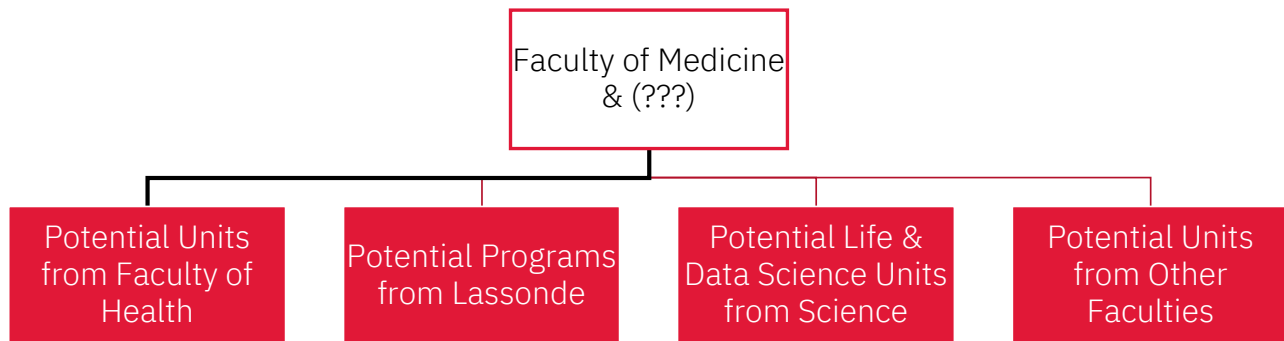 Faculty of Medicine
& (???)
Potential Units
from Faculty of
Health
Potential Programs
from Lassonde
Potential Life &
Data Science Units
from Science
Potential Units
from Other
Faculties